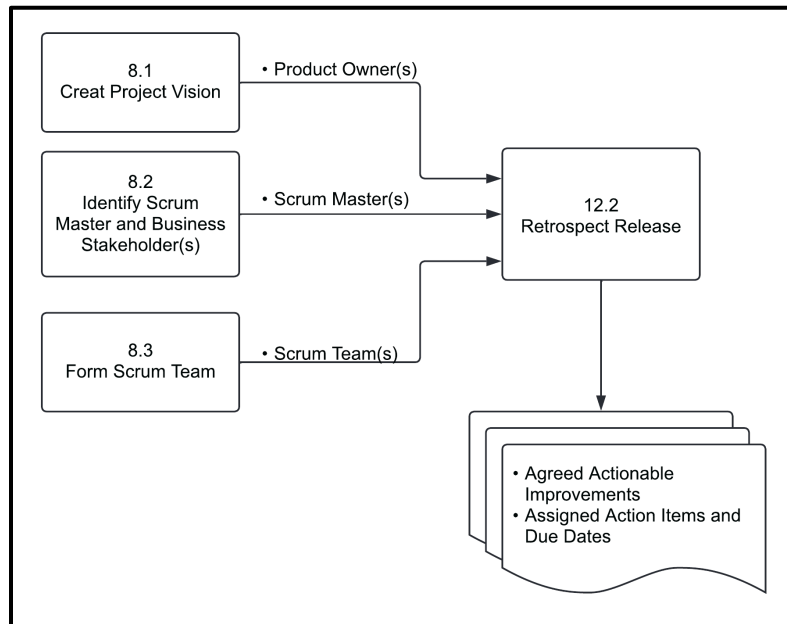 8.1
Creat Project Vision
• Product Owner(s)
8.2
Identify Scrum
Master and Business
Stakeholder(s)
• Scrum Master(s)
12.2
Retrospect Release
8.3
Form Scrum Team
• Scrum Team(s)
• Agreed Actionable
Improvements
• Assigned Action Items and
Due Dates